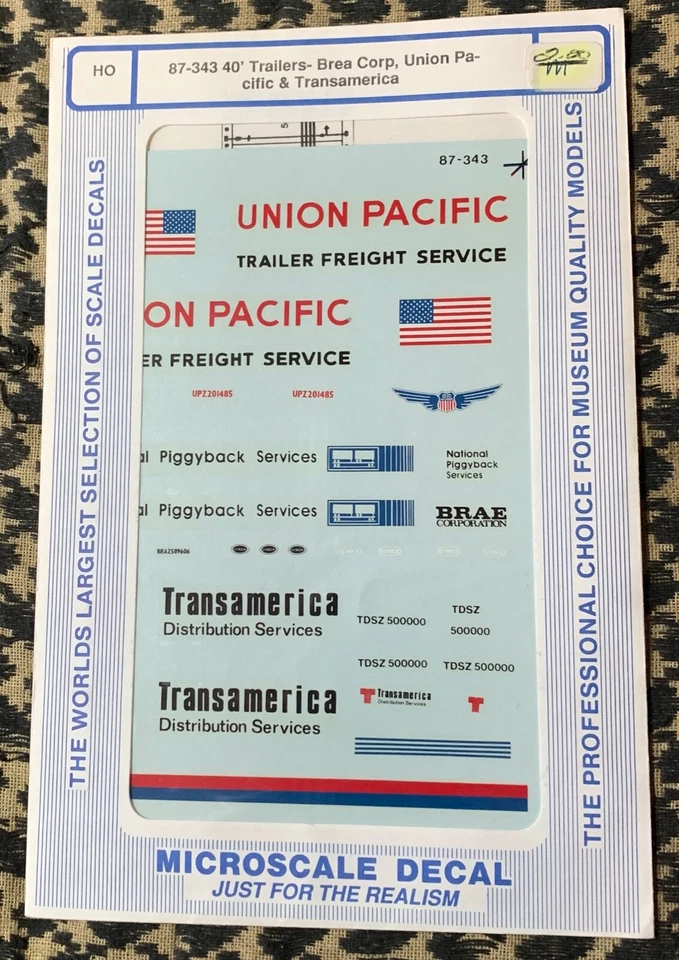 HO
87-343 40' Trailers- Brea Corp, Union Pa-
cific & Transamerica
THE WORLDS LARGEST SELECTION OF SCALE DECALS
87-343
UNION PACIFIC
TRAILER FREIGHT SERVICE
ON PACIFIC
ER FREIGHT SERVICE
UPZ201485 UPZ201485
al Piggyback Services
National
Piggyback
Services
al Piggyback Services
BRAE
CORPORATION
BRAZ589606
Transamerica
Distribution Services
TDSZ 500000
TDSZ
500000
TDSZ 500000 TDSZ 500000
Transamerica
Distribution Services
T Transamerica
Distribution Services
T
THE PROFESSIONAL CHOICE FOR MUSEUM QUALITY MODELS
MICROSCALE DECAL
JUST FOR THE REALISM